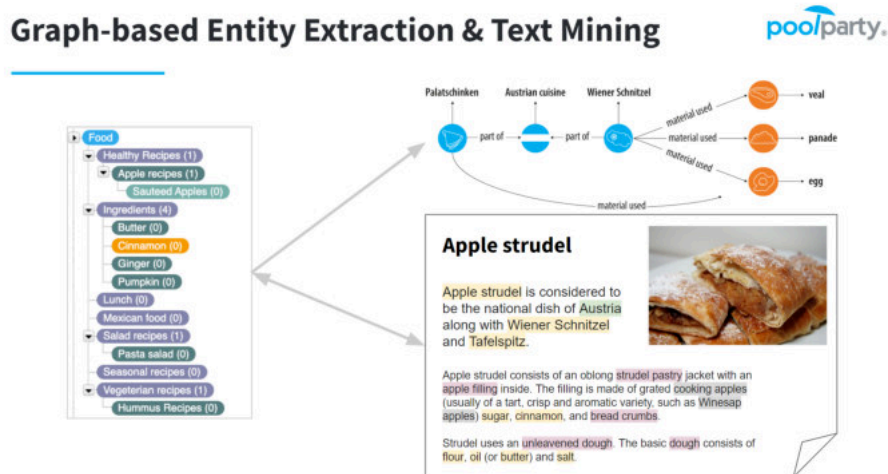 Graph-based Entity Extraction & Text Mining
poolparty®
Food
Healthy Recipes (1)
Apple recipes (1)
Sauteed Apples (0)
Ingredients (4)
Butter (0)
Cinnamon (0)
Ginger (0)
Pumpkin (0)
Lunch (0)
Mexican food (0)
Salad recipes (1)
Pasta salad (0)
Seasonal recipes (0)
Vegeterian recipes (1)
Hummus Recipes (0)
Palatschinken
Austrian cuisine
Wiener Schnitzel
part of
part of
material used
veal
material used
panade
material used
egg
material used
Apple strudel
Apple strudel is considered to
be the national dish of Austria
along with Wiener Schnitzel
and Tafelspitz.
Apple strudel consists of an oblong strudel pastry jacket with an
apple filling inside. The filling is made of grated cooking apples
(usually of a tart, crisp and aromatic variety, such as Winesap
apples) sugar, cinnamon, and bread crumbs.
Strudel uses an unleavened dough. The basic dough consists of
flour, oil (or butter) and salt.